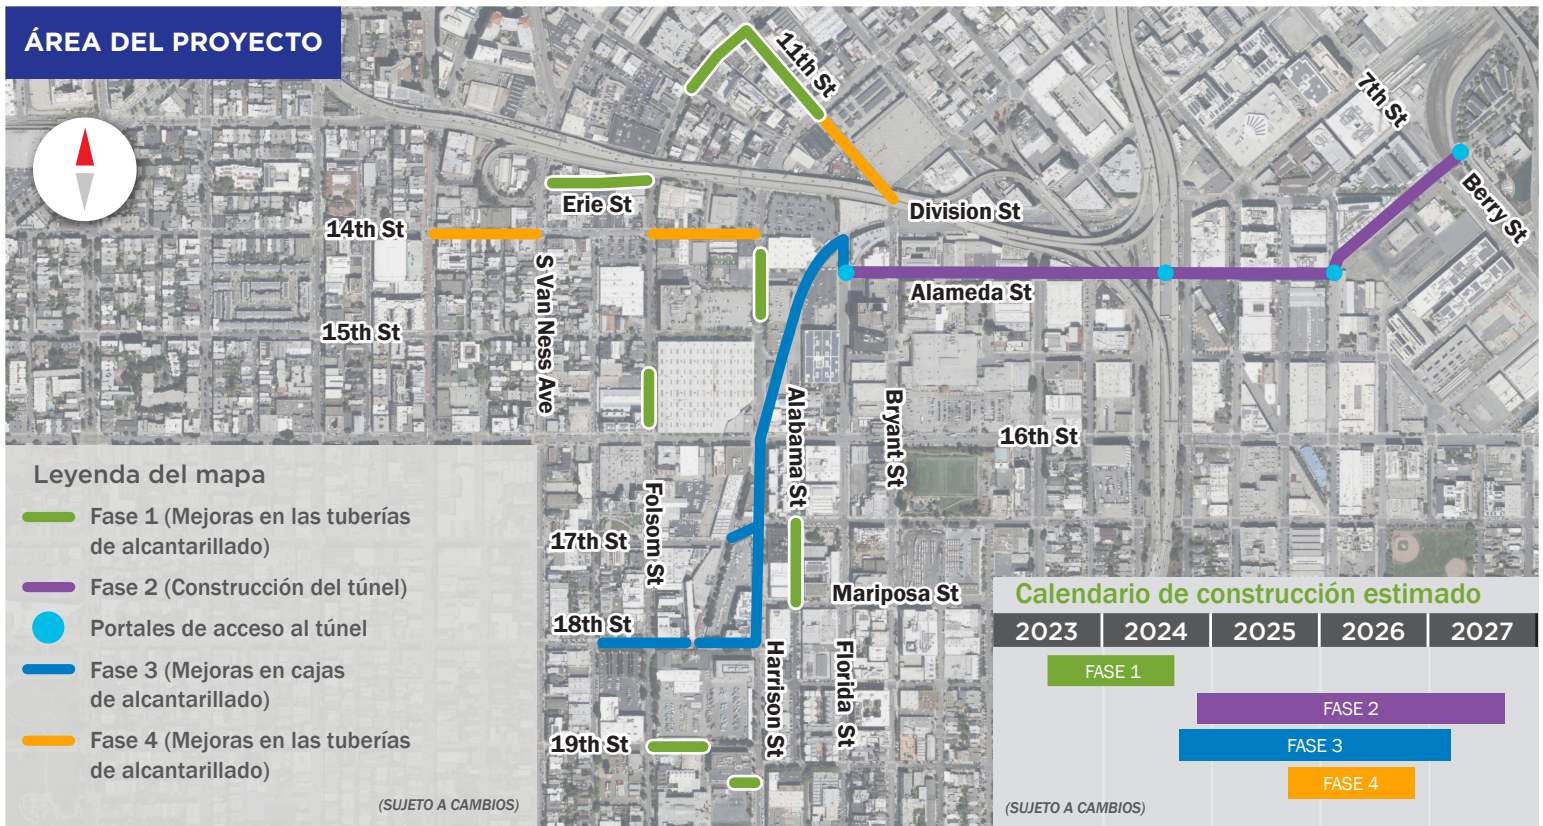 ÁREA DEL PROYECTO
11th St
7th St
Berry St
Erie St
Division St
14th St
S Van Ness Ave
Alameda St
15th St
Alabama St
Bryant St
16th St
Folsom St
17th St
Mariposa St
18th St
Harrison St
Florida St
19th St
Leyenda del mapa
Fase 1 (Mejoras en las tuberías
de alcantarillado)
Fase 2 (Construcción del túnel)
Portales de acceso al túnel
Fase 3 (Mejoras en cajas
de alcantarillado)
Fase 4 (Mejoras en las tuberías
de alcantarillado)
(SUJETO A CAMBIOS)
Calendario de construcción estimado
2023 2024 2025 2026 2027
FASE 1
FASE 2
FASE 3
FASE 4
(SUJETO A CAMBIOS)